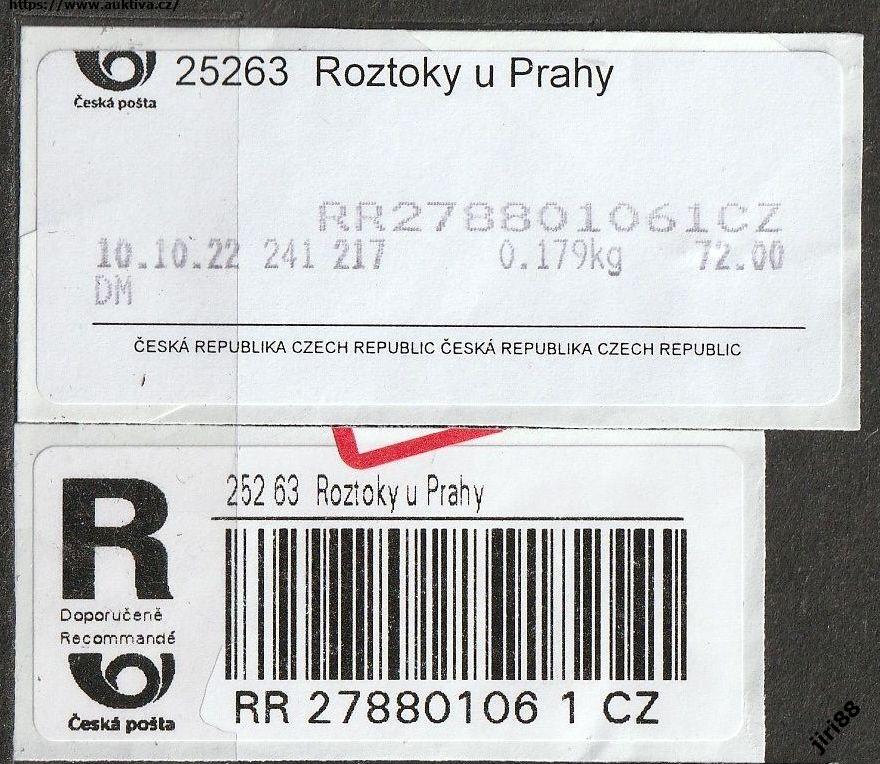 https://www.auktiva.cz/
Česká pošta
25263 Roztoky u Prahy
RR278801061CZ
10.10.22 241 217 0.179kg 72.00
DM
ČESKÁ REPUBLIKA CZECH REPUBLIC ČESKÁ REPUBLIKA CZECH REPUBLIC
R
Doporučeně
Recommandé
Česká pošta
252 63 Roztoky u Prahy
RR 27880106 1 CZ
jiri88